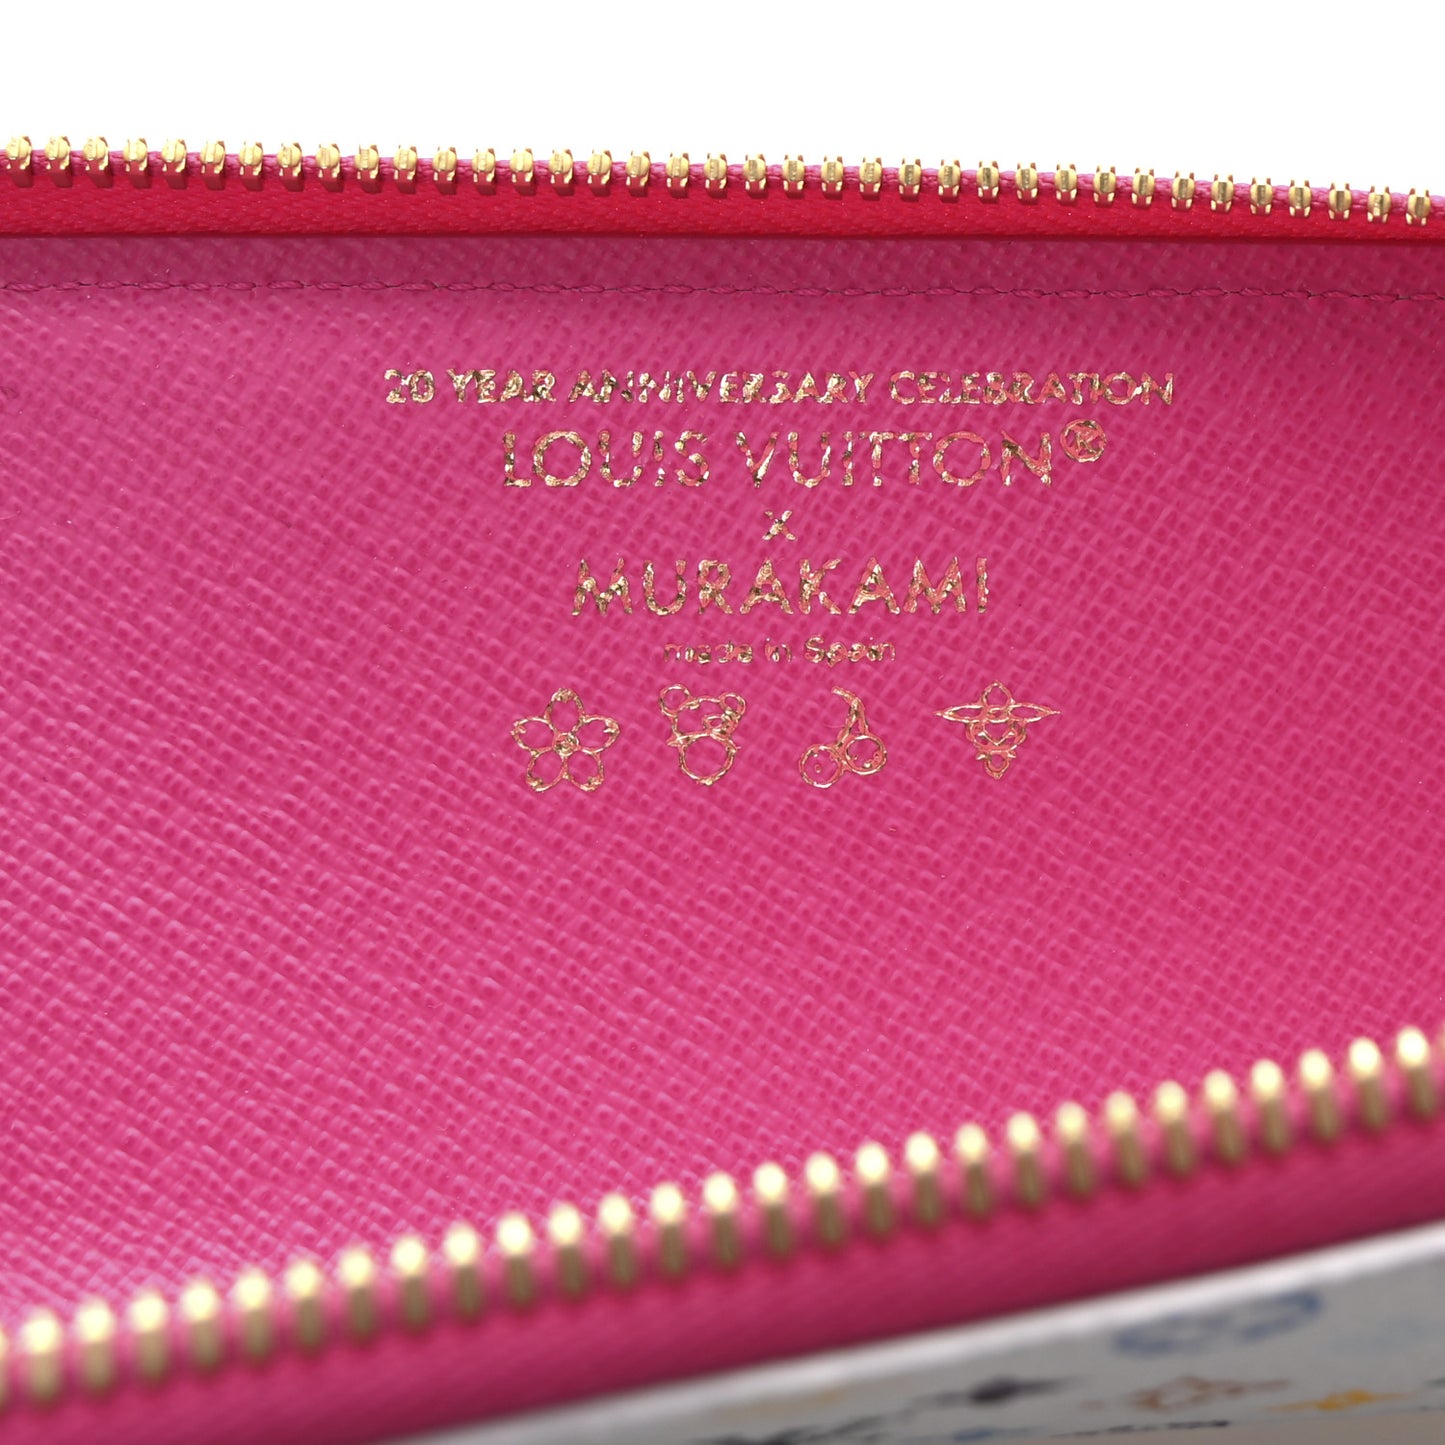 20 YEAR ANNIVERSARY CELEBRATION
LOUIS VUITTON®
x
MURAKAMI
made in Spain